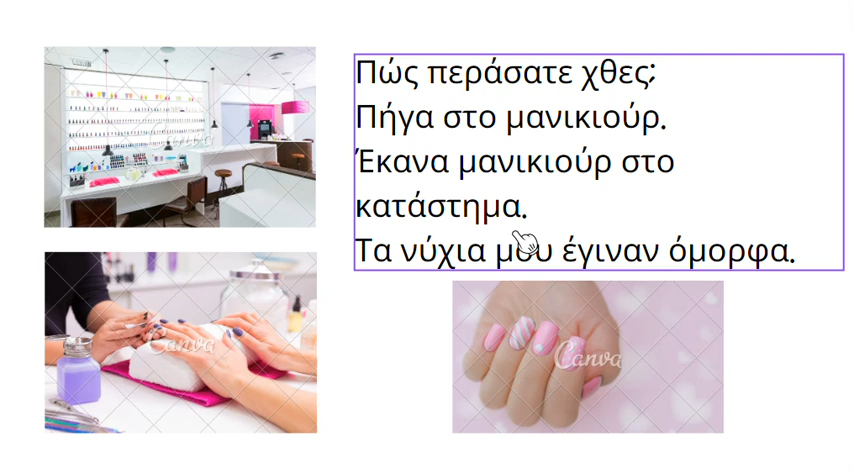 Πώς περάσατε χθες;
Πήγα στο μανικιούρ.
Έκανα μανικιούρ στο
κατάστημα.
Τα νύχια μου έγιναν όμορφα.
Canva
Canva
Canva